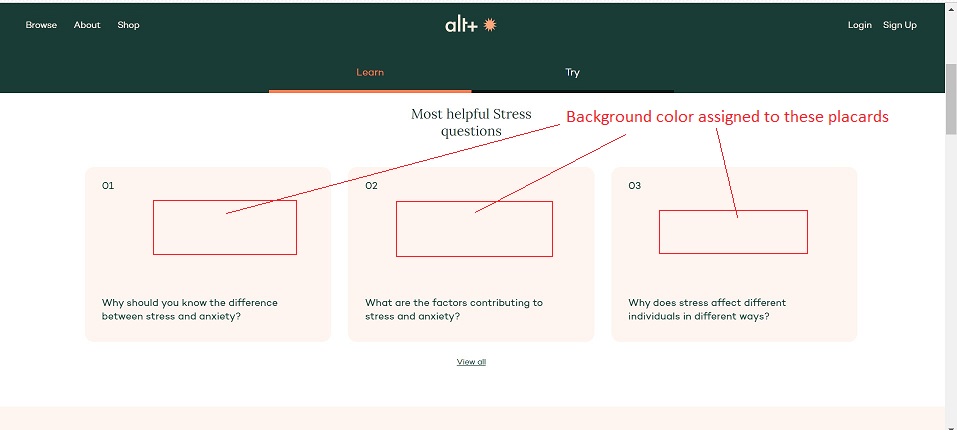 Browse About Shop alt+ Login Sign Up
Learn Try
Most helpful Stress
questions
Background color assigned to these placards
01 02 03
Why should you know the difference
between stress and anxiety?
What are the factors contributing to
stress and anxiety?
Why does stress affect different
individuals in different ways?
View all